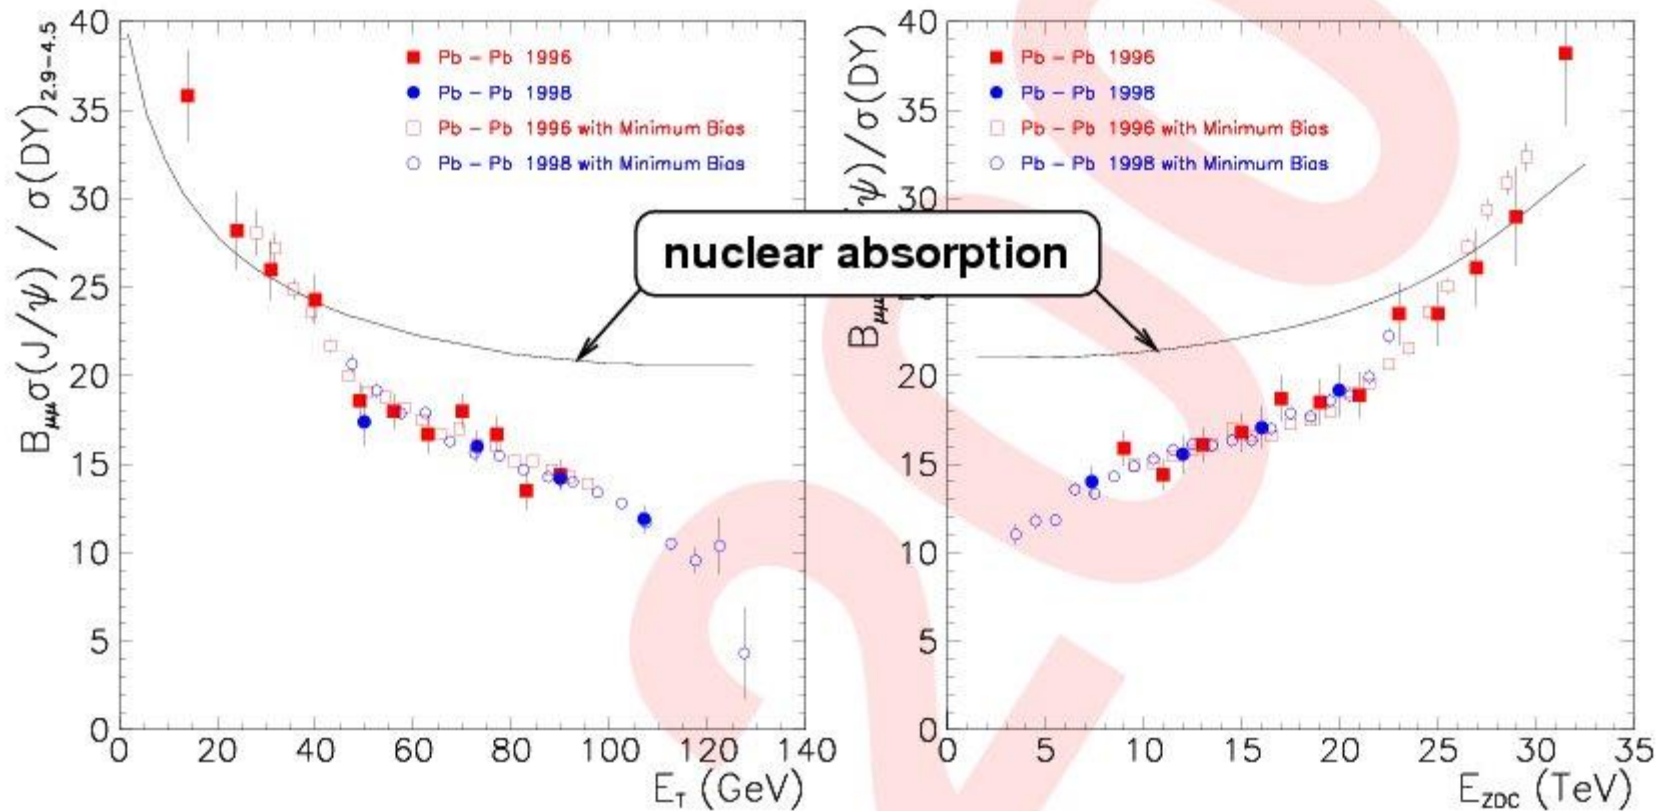 40
35
30
25
20
15
10
5
0
0 20 40 60 80 100 120 140
E_T (GeV)
B_μμσ(J/ψ) / σ(DY)_2.9-4.5
Pb - Pb 1996
Pb - Pb 1998
Pb - Pb 1996 with Minimum Bias
Pb - Pb 1998 with Minimum Bias
nuclear absorption
40
35
30
20
15
10
5
0
0 5 10 15 20 25 30 35
E_ZDC (TeV)
B_μμ ψ)/σ(DY)
Pb - Pb 1996
Pb - Pb 1998
Pb - Pb 1996 with Minimum Bias
Pb - Pb 1998 with Minimum Bias